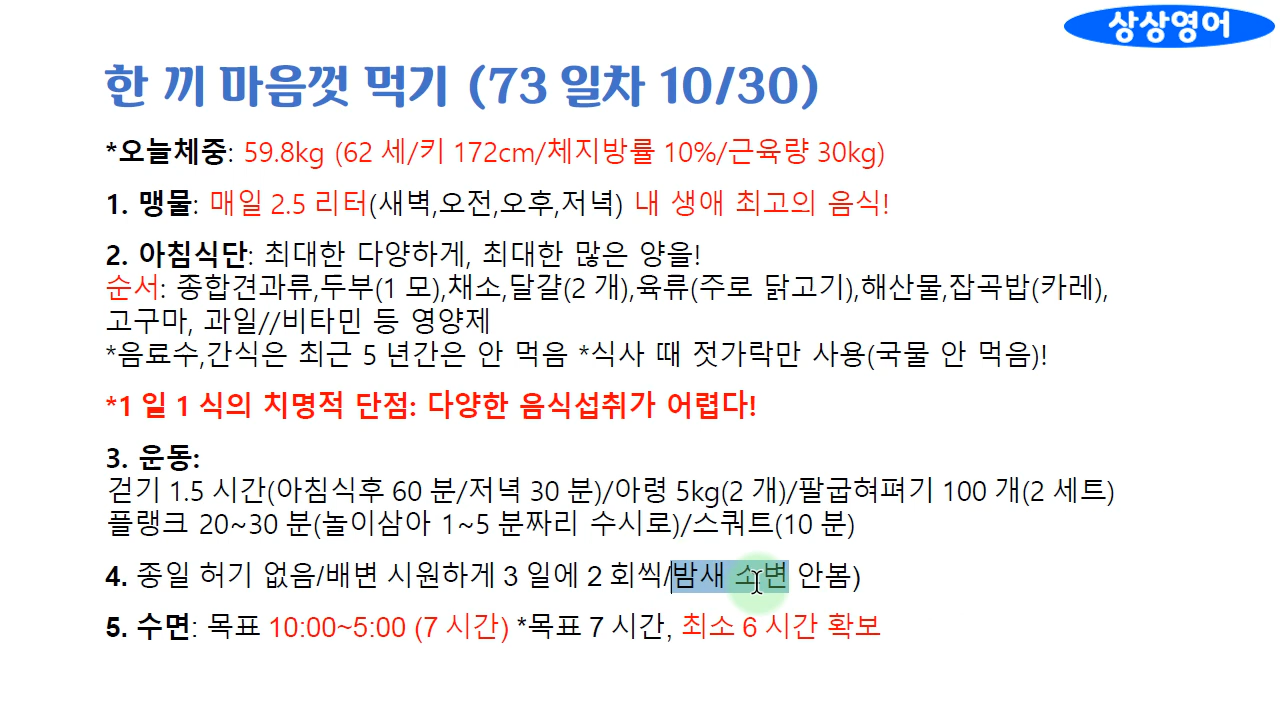 상상영어
한 끼 마음껏 먹기 (73 일차 10/30)
*오늘체중: 59.8kg (62 세/키 172cm/체지방률 10%/근육량 30kg)
1. 맹물: 매일 2.5 리터(새벽,오전,오후,저녁) 내 생애 최고의 음식!
2. 아침식단: 최대한 다양하게, 최대한 많은 양을!
순서: 종합견과류,두부(1 모),채소,달걀(2 개),육류(주로 닭고기),해산물,잡곡밥(카레),
고구마, 과일//비타민 등 영양제
*음료수,간식은 최근 5 년간은 안 먹음 *식사 때 젓가락만 사용(국물 안 먹음)!
*1 일 1 식의 치명적 단점: 다양한 음식섭취가 어렵다!
3. 운동:
걷기 1.5 시간(아침식후 60 분/저녁 30 분)/아령 5kg(2 개)/팔굽혀펴기 100 개(2 세트)
플랭크 20~30 분(놀이삼아 1~5 분짜리 수시로)/스쿼트(10 분)
4. 종일 허기 없음/배변 시원하게 3 일에 2 회씩/밤새 소변 안봄)
5. 수면: 목표 10:00~5:00 (7 시간) *목표 7 시간, 최소 6 시간 확보